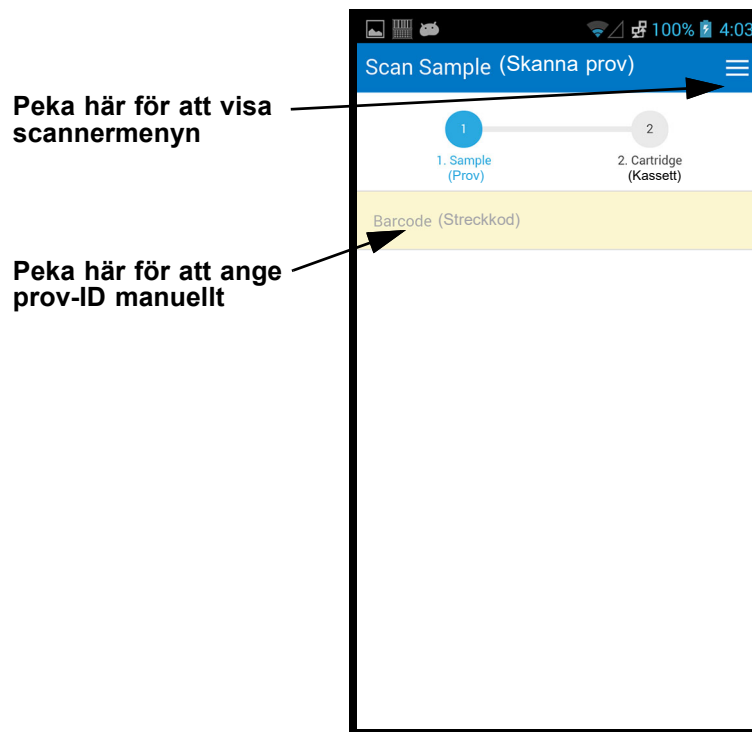 100% 4:03
Scan Sample (Skanna prov)
Peka här för att visa
scannermenyn
1
2
1. Sample
(Prov)
2. Cartridge
(Kassett)
Barcode (Streckkod)
Peka här för att ange
prov-ID manuellt